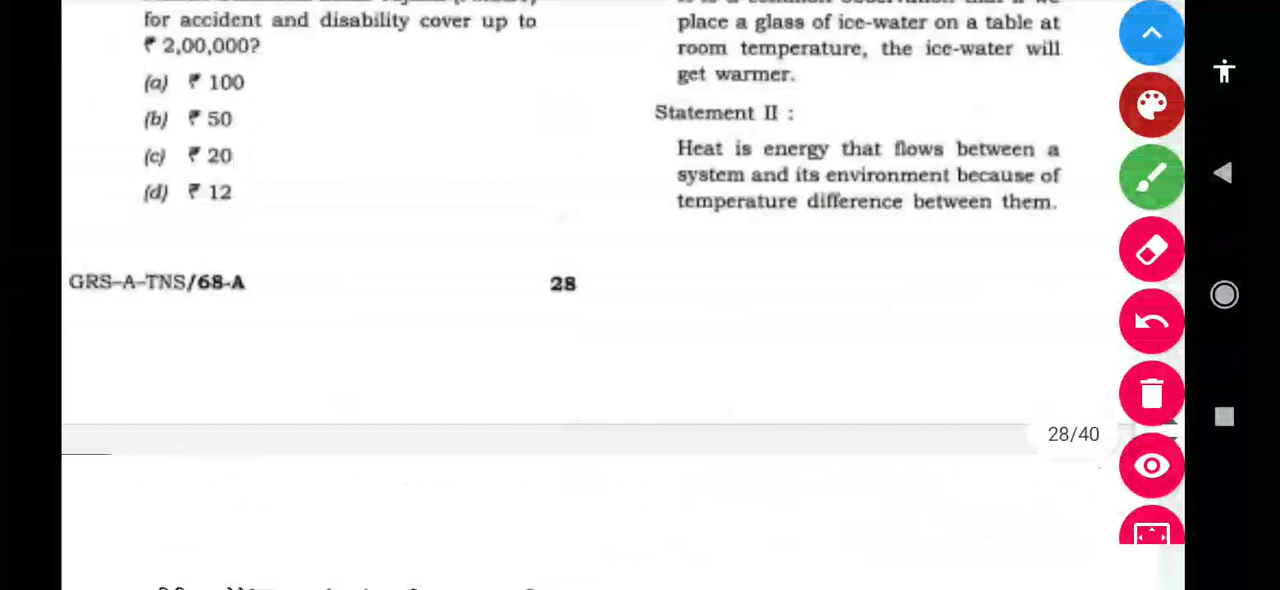 for accident and disability cover up to
₹ 2,00,000?
(a) ₹ 100
(b) ₹ 50
(c) ₹ 20
(d) ₹ 12
place a glass of ice-water on a table at
room temperature, the ice-water will
get warmer.
Statement II :
Heat is energy that flows between a
system and its environment because of
temperature difference between them.
GRS–A–TNS/68-A
28
28/40